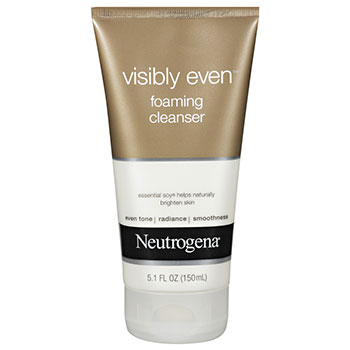 visibly even™
foaming
cleanser
essential soy® helps naturally
brighten skin
even tone | radiance | smoothness
Neutrogena®
5.1 FL OZ (150mL)